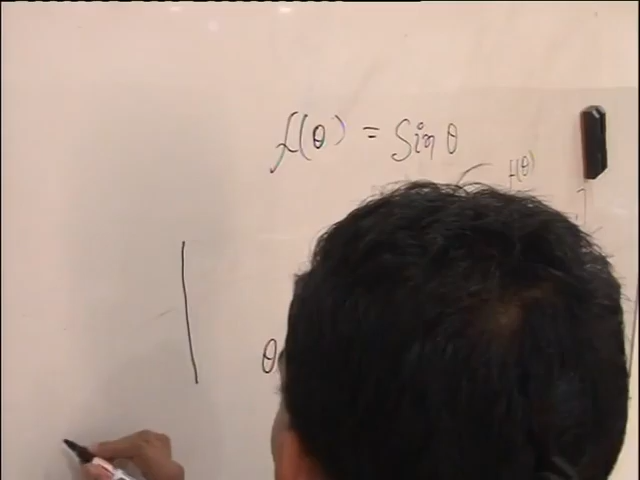 f(θ) = Sin θ
f(θ)
θ